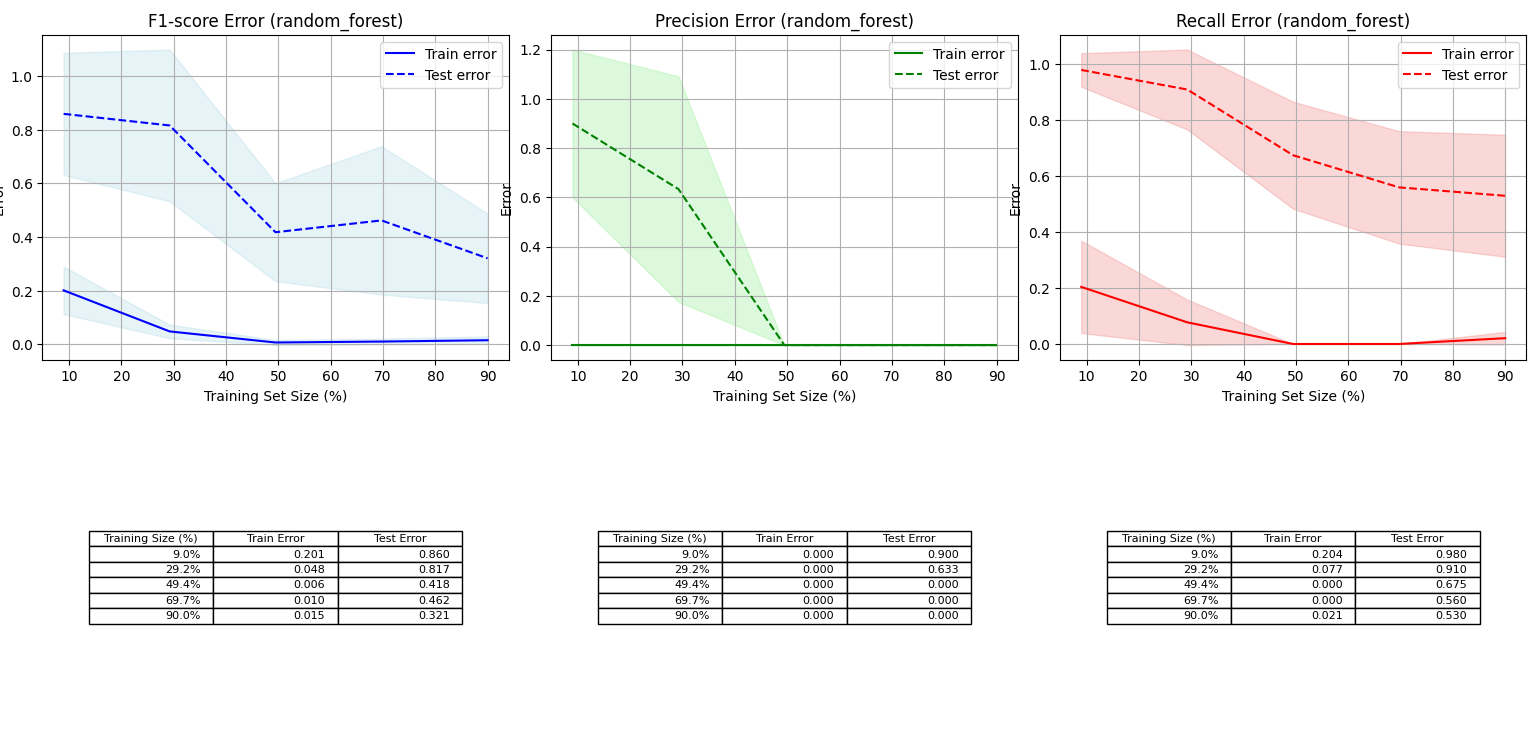 F1-score Error (random_forest)
Train error
Test error
1.0
0.8
0.6
0.4
0.2
0.0
Error
10 20 30 40 50 60 70 80 90
Training Set Size (%)
Precision Error (random_forest)
Train error
Test error
1.2
1.0
0.8
0.6
0.4
0.2
0.0
Error
10 20 30 40 50 60 70 80 90
Training Set Size (%)
Recall Error (random_forest)
Train error
Test error
1.0
0.8
0.6
0.4
0.2
0.0
Error
10 20 30 40 50 60 70 80 90
Training Set Size (%)
Training Size (%) Train Error Test Error
9.0% 0.201 0.860
29.2% 0.048 0.817
49.4% 0.006 0.418
69.7% 0.010 0.462
90.0% 0.015 0.321
Training Size (%) Train Error Test Error
9.0% 0.000 0.900
29.2% 0.000 0.633
49.4% 0.000 0.000
69.7% 0.000 0.000
90.0% 0.000 0.000
Training Size (%) Train Error Test Error
9.0% 0.204 0.980
29.2% 0.077 0.910
49.4% 0.000 0.675
69.7% 0.000 0.560
90.0% 0.021 0.530